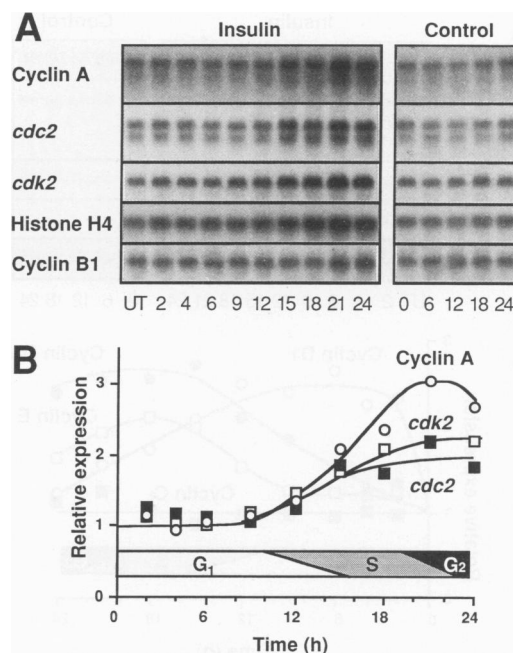 A
Insulin Control
Cyclin A
cdc2
cdk2
Histone H4
Cyclin B1
UT 2 4 6 9 12 15 18 21 24 0 6 12 18 24
B
Cyclin A
cdk2
cdc2
Relative expression
3
2
1
0
G1 S G2
0 6 12 18 24
Time (h)